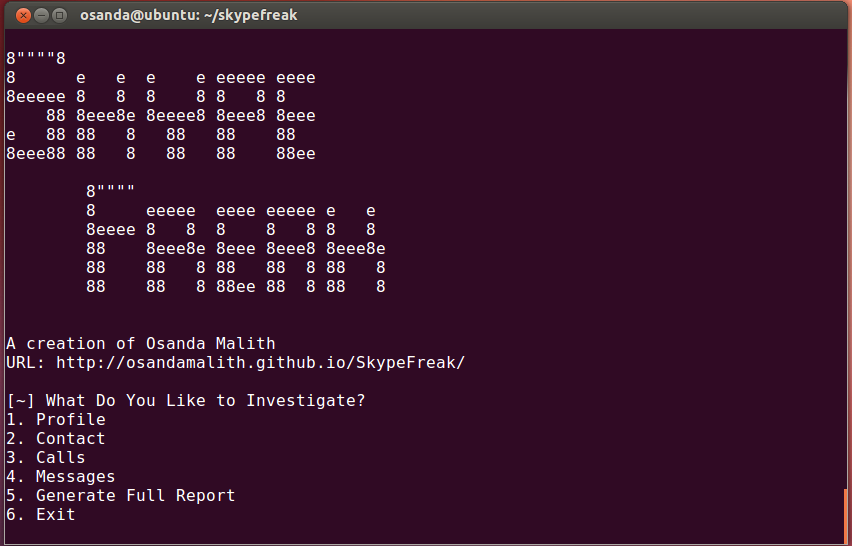 osanda@ubuntu: ~/skypefreak
8""""8
8      e   e  e    e eeeee eeee
8eeeee 8   8  8    8 8   8 8
    88 8eee8e 8eeee8 8eee8 8eee
e   88 88   8   88   88    88
8eee88 88   8   88   88    88ee
        8""""
        8     eeeee  eeee eeeee e   e
        8eeee 8   8  8    8   8 8   8
        88    8eee8e 8eee 8eee8 8eee8e
        88    88   8 88   88  8 88   8
        88    88   8 88ee 88  8 88   8
A creation of Osanda Malith
URL: http://osandamalith.github.io/SkypeFreak/
[~] What Do You Like to Investigate?
1. Profile
2. Contact
3. Calls
4. Messages
5. Generate Full Report
6. Exit